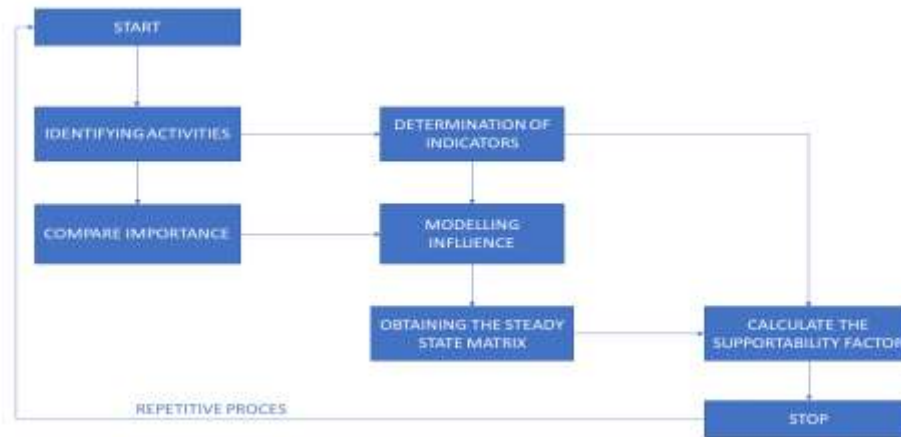 START
IDENTIFYING ACTIVITIES
DETERMINATION OF
INDICATORS
COMPARE IMPORTANCE
MODELLING
INFLUENCE
OBTAINING THE STEADY
STATE MATRIX
CALCULATE THE
SUPPORTABILITY FACTOR
REPETITIVE PROCES
STOP